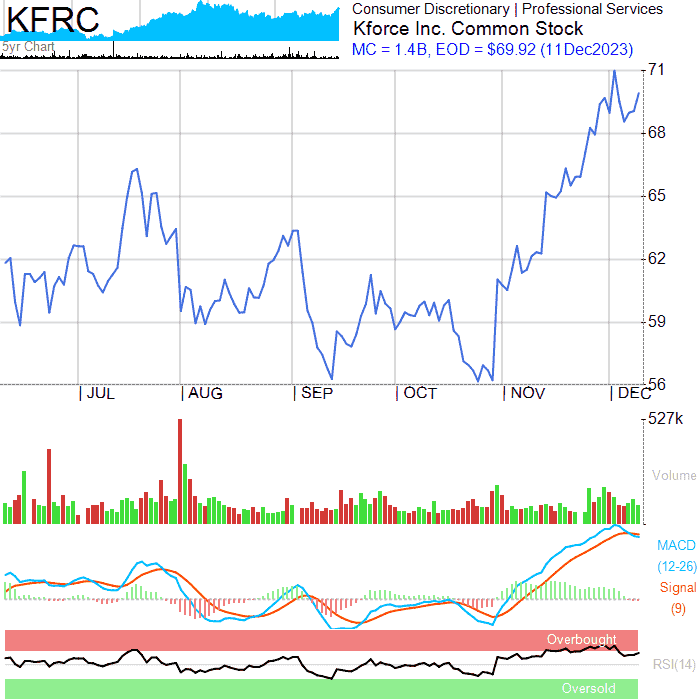 KFRC
5yr Chart
Consumer Discretionary | Professional Services
Kforce Inc. Common Stock
MC = 1.4B, EOD = $69.92 (11Dec2023)
71
68
65
62
59
56
| JUL
| AUG
| SEP
| OCT
| NOV
| DEC
527k
Volume
MACD
(12-26)
Signal
(9)
Overbought
RSI(14)
Oversold